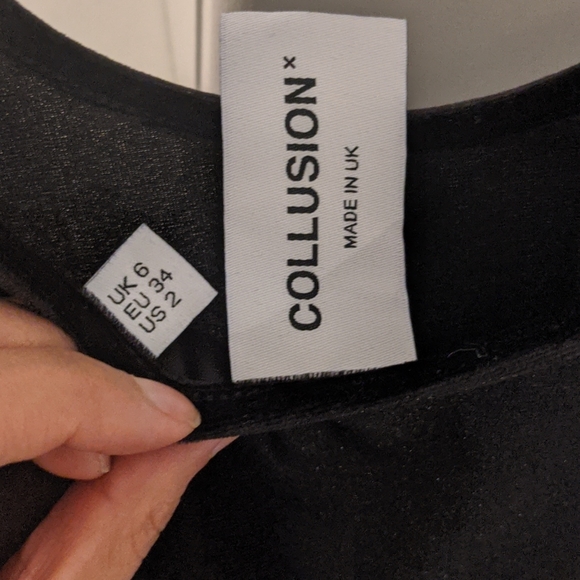 COLLUSION×
MADE IN UK
UK 6
EU 34
US 2